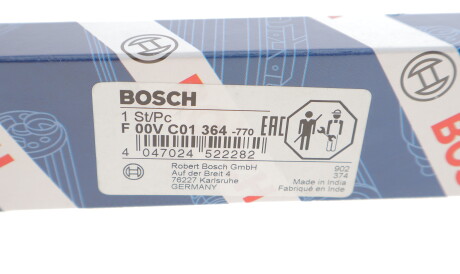 BOSCH
1 St/Pc
F 00V C01 364 -770
EAC
4 047024 522282
Robert Bosch GmbH
Auf der Breit 4
76227 Karlsruhe
GERMANY
902
374
Made in India
Fabriqué en Inde
BOSC